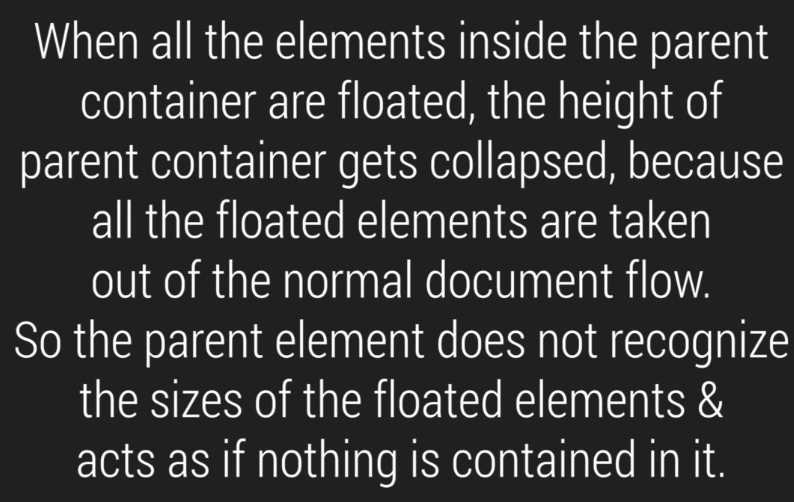 When all the elements inside the parent
container are floated, the height of
parent container gets collapsed, because
all the floated elements are taken
out of the normal document flow.
So the parent element does not recognize
the sizes of the floated elements &
acts as if nothing is contained in it.